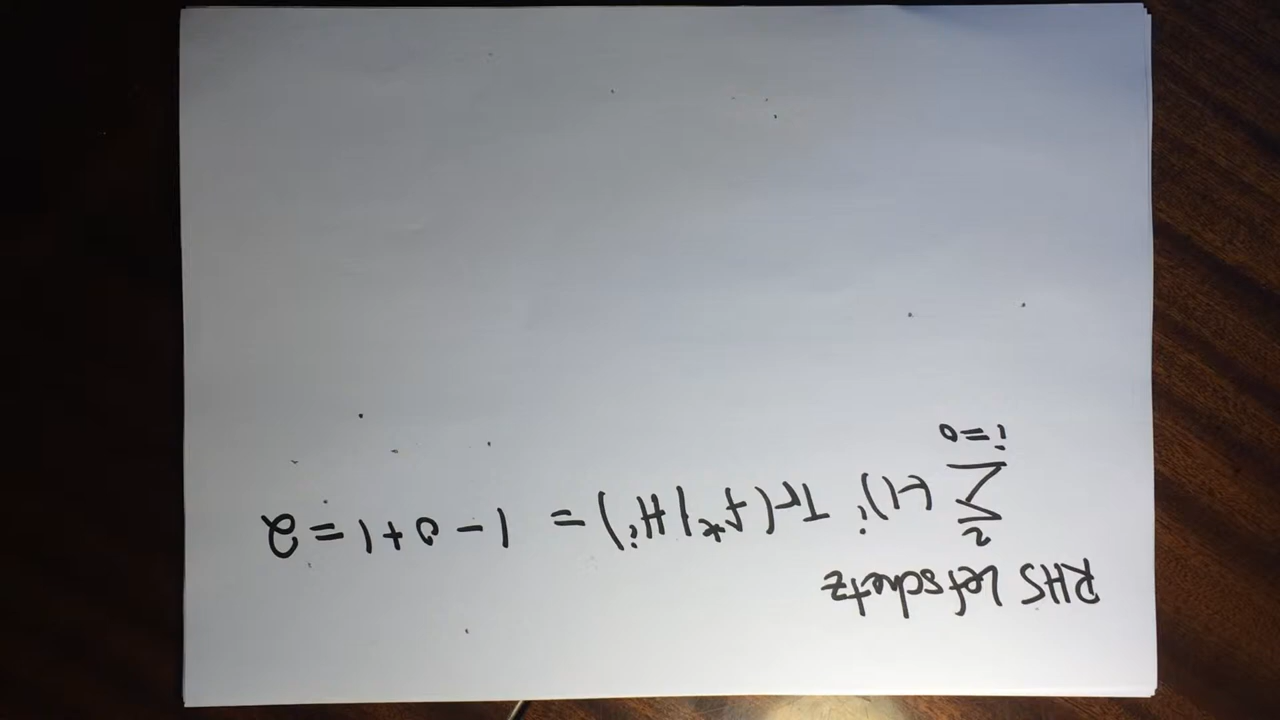 RHS Lefschetz
2
∑ (-1)^i Tr(f*|H^i) = 1 - 0 + 1 = 2
i=0